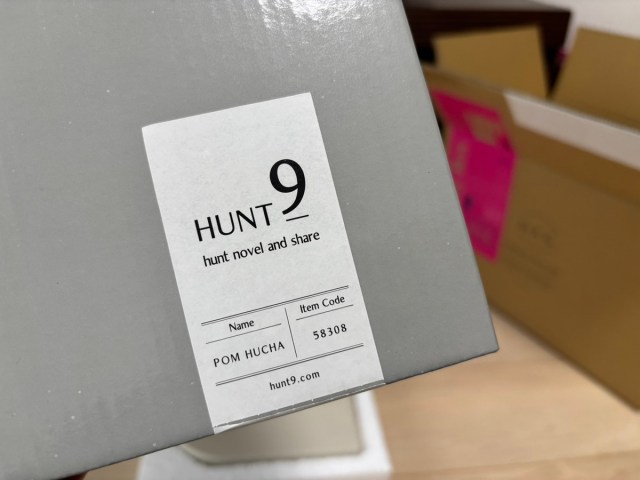 HUNT 9
hunt novel and share
Name
Item Code
POM HUCHA
58308
hunt9.com